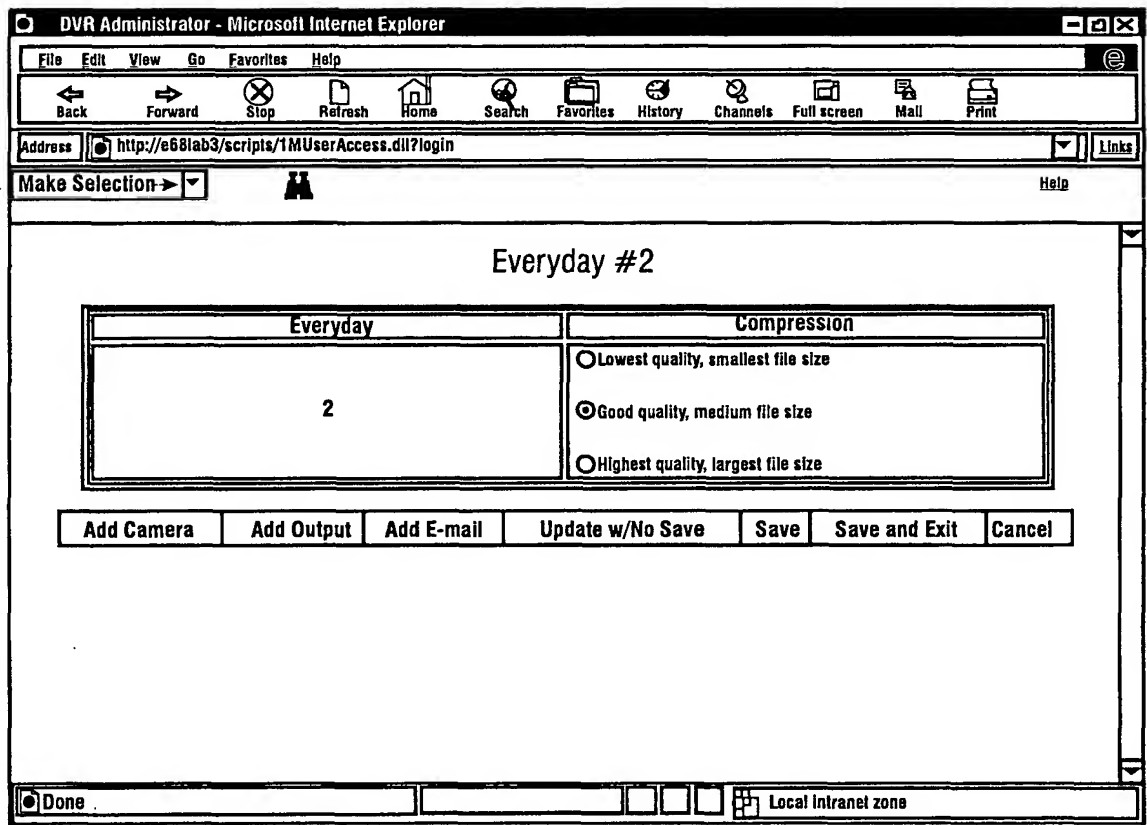 DVR Administrator - Microsoft Internet Explorer
File Edit View Go Favorites Help
Back Forward Stop Refresh Home Search Favorites History Channels Full screen Mail Print
Address http://e68lab3/scripts/1MUserAccess.dll?login Links
Make Selection Help
Everyday #2
Everyday Compression
Lowest quality, smallest file size
2 Good quality, medium file size
Highest quality, largest file size
Add Camera Add Output Add E-mail Update w/No Save Save Save and Exit Cancel
Done Local intranet zone